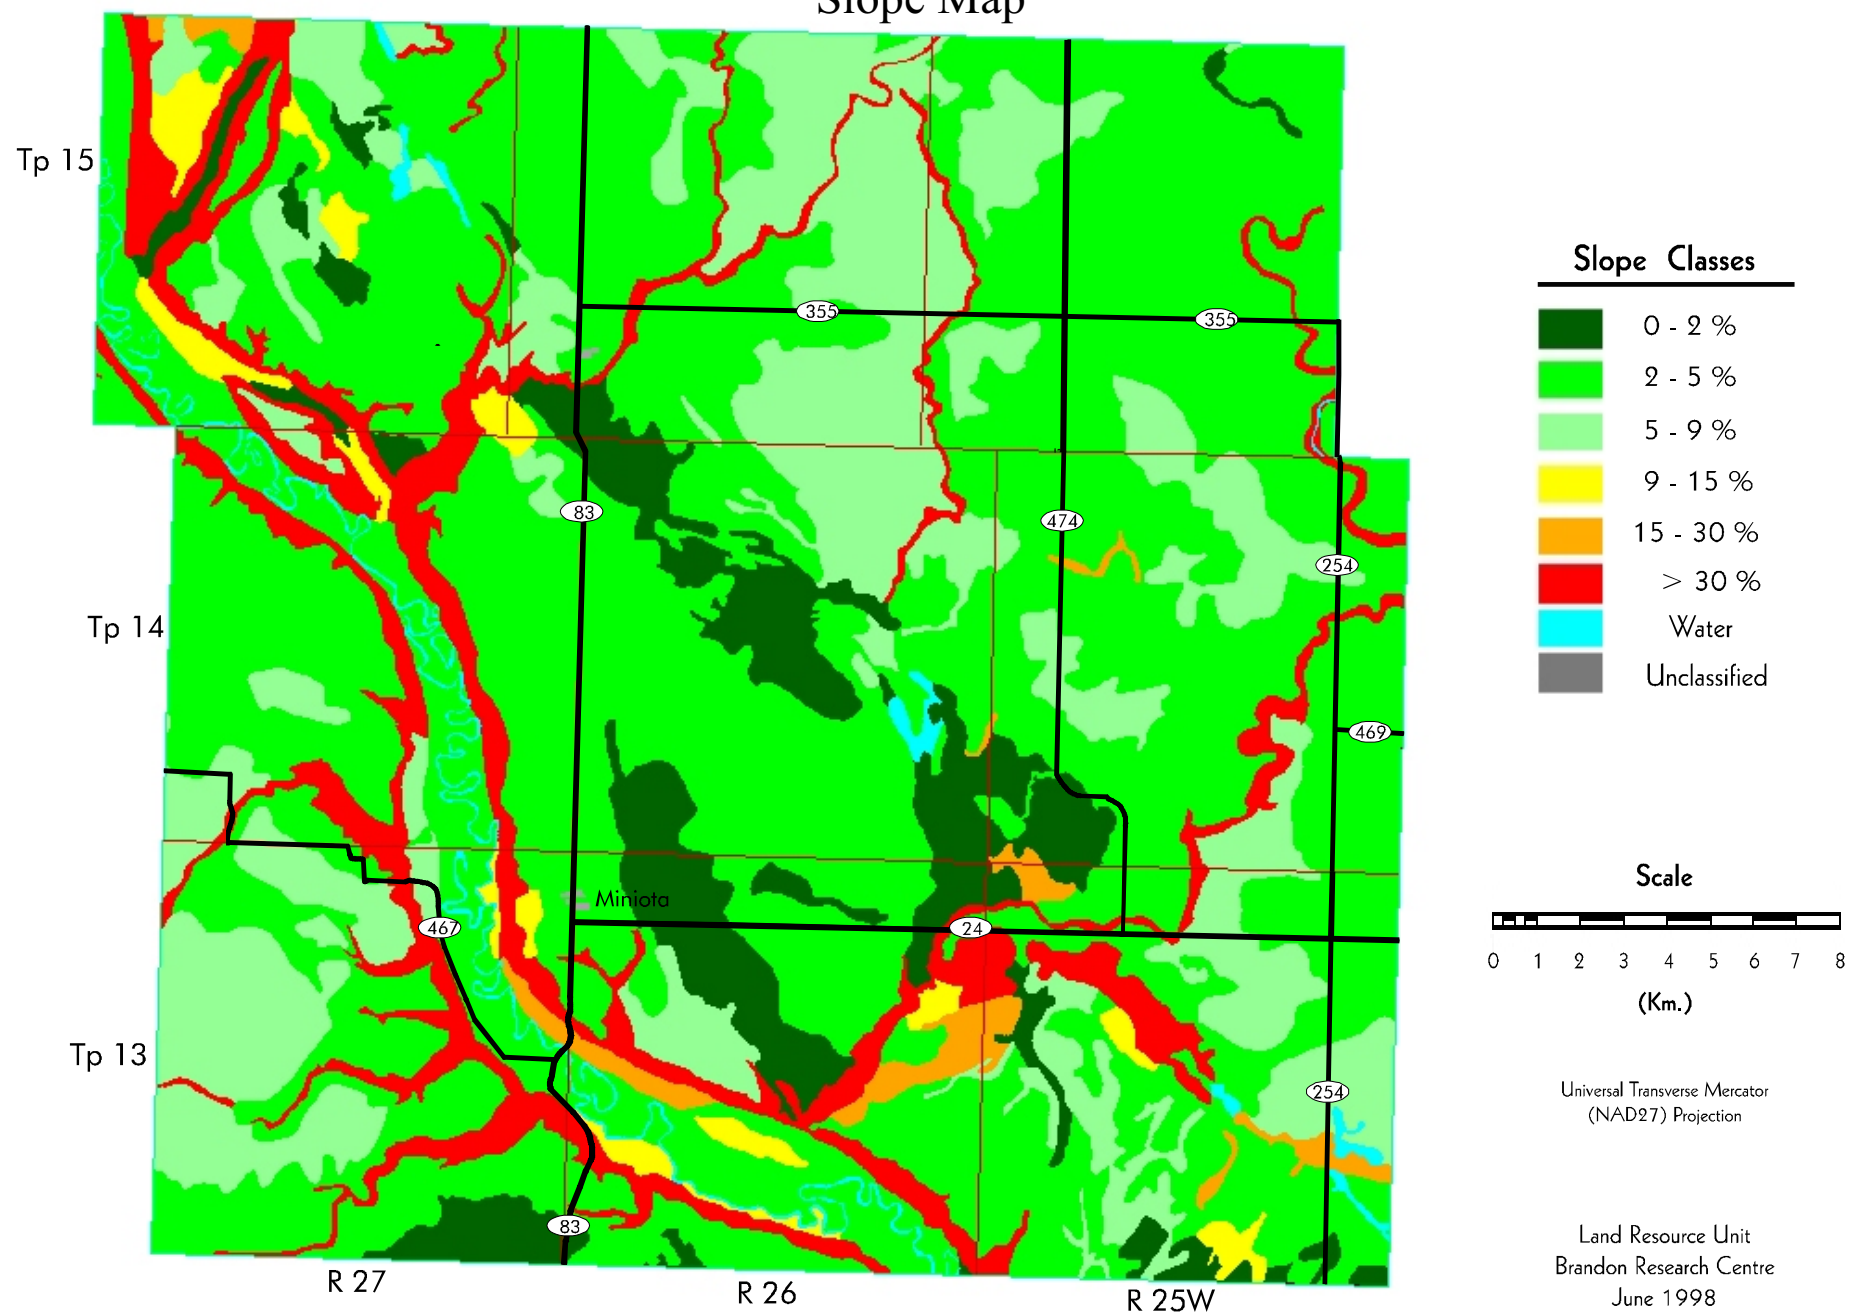 Slope Map
Tp 15
Tp 14
Tp 13
R 27
R 26
R 25W
355
355
83
474
254
469
Miniota
467
24
254
83
Slope Classes
0 - 2 %
2 - 5 %
5 - 9 %
9 - 15 %
15 - 30 %
> 30 %
Water
Unclassified
Scale
0 1 2 3 4 5 6 7 8
(Km.)
Universal Transverse Mercator
(NAD27) Projection
Land Resource Unit
Brandon Research Centre
June 1998